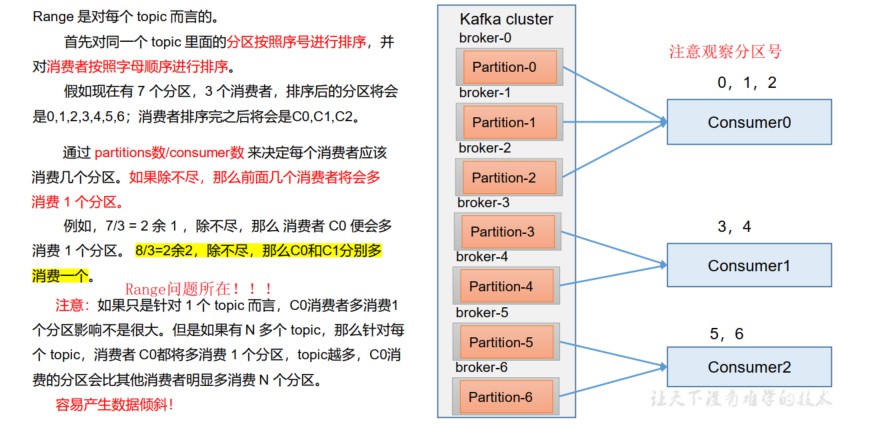 Range 是对每个 topic 而言的。
首先对同一个 topic 里面的分区按照序号进行排序，并
对消费者按照字母顺序进行排序。
假如现在有 7 个分区，3 个消费者，排序后的分区将会
是0,1,2,3,4,5,6；消费者排序完之后将会是C0,C1,C2。
通过 partitions数/consumer数 来决定每个消费者应该
消费几个分区。如果除不尽，那么前面几个消费者将会多
消费 1 个分区。
例如，7/3 = 2 余 1 ，除不尽，那么 消费者 C0 便会多
消费 1 个分区。 8/3=2余2，除不尽，那么C0和C1分别多
消费一个。
Range问题所在！！！
注意：如果只是针对 1 个 topic 而言，C0消费者多消费1
个分区影响不是很大。但是如果有 N 多个 topic，那么针对每
个 topic，消费者 C0都将多消费 1 个分区，topic越多，C0消
费的分区会比其他消费者明显多消费 N 个分区。
容易产生数据倾斜！
Kafka cluster
broker-0
Partition-0
broker-1
Partition-1
broker-2
Partition-2
broker-3
Partition-3
broker-4
Partition-4
broker-5
Partition-5
broker-6
Partition-6
注意观察分区号
0，1，2
Consumer0
3，4
Consumer1
5，6
Consumer2
让天下没有难学的技术